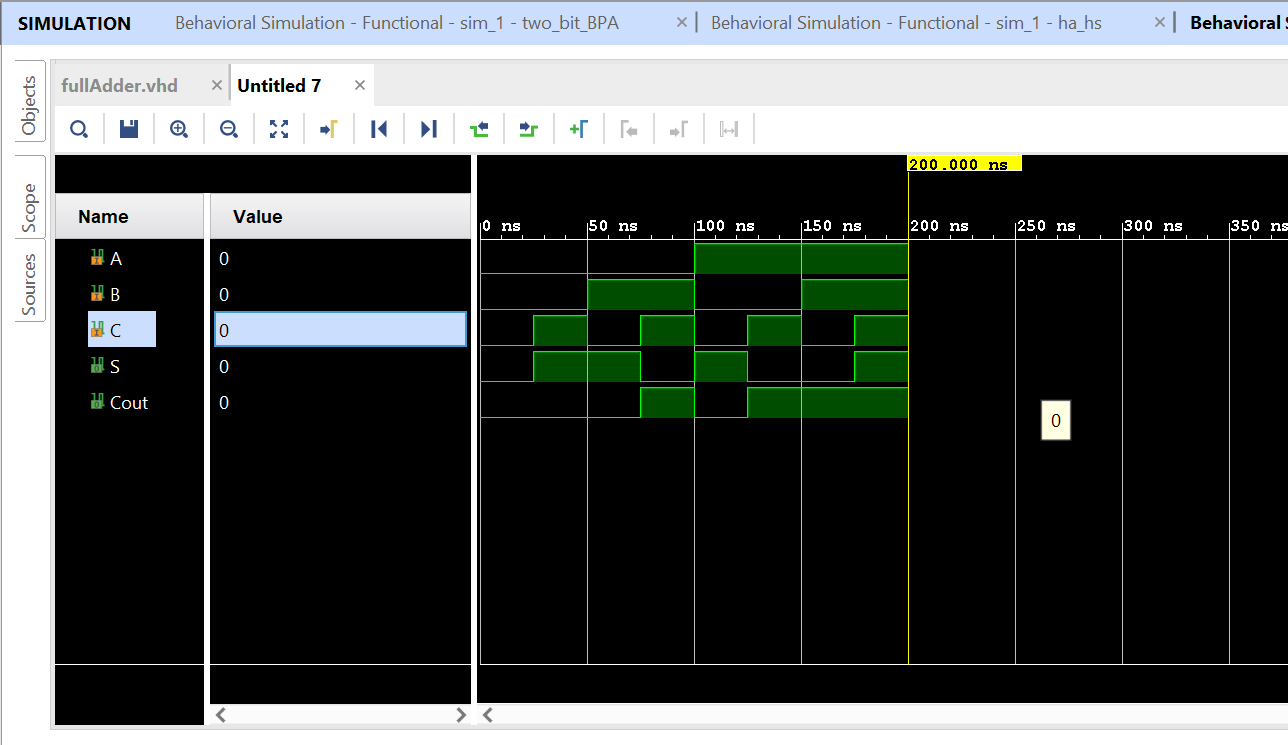 SIMULATION Behavioral Simulation - Functional - sim_1 - two_bit_BPA Behavioral Simulation - Functional - sim_1 - ha_hs Behavioral S
Objects
Scope
Sources
fullAdder.vhd Untitled 7
200.000 ns
Name Value
0 ns 50 ns 100 ns 150 ns 200 ns 250 ns 300 ns 350 ns
A 0
B 0
C 0
S 0
Cout 0
0